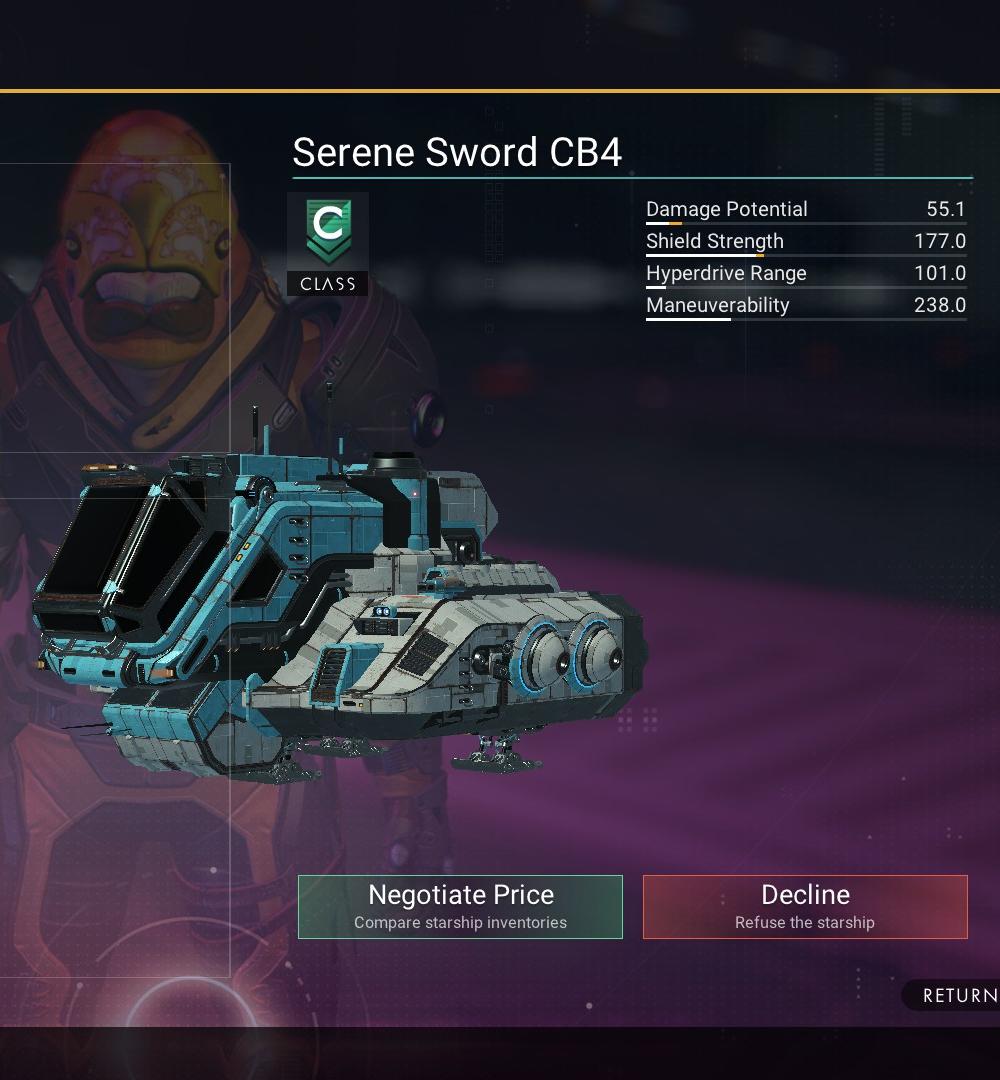 Serene Sword CB4
C
CLASS
Damage Potential 55.1
Shield Strength 177.0
Hyperdrive Range 101.0
Maneuverability 238.0
Negotiate Price
Compare starship inventories
Decline
Refuse the starship
RETURN